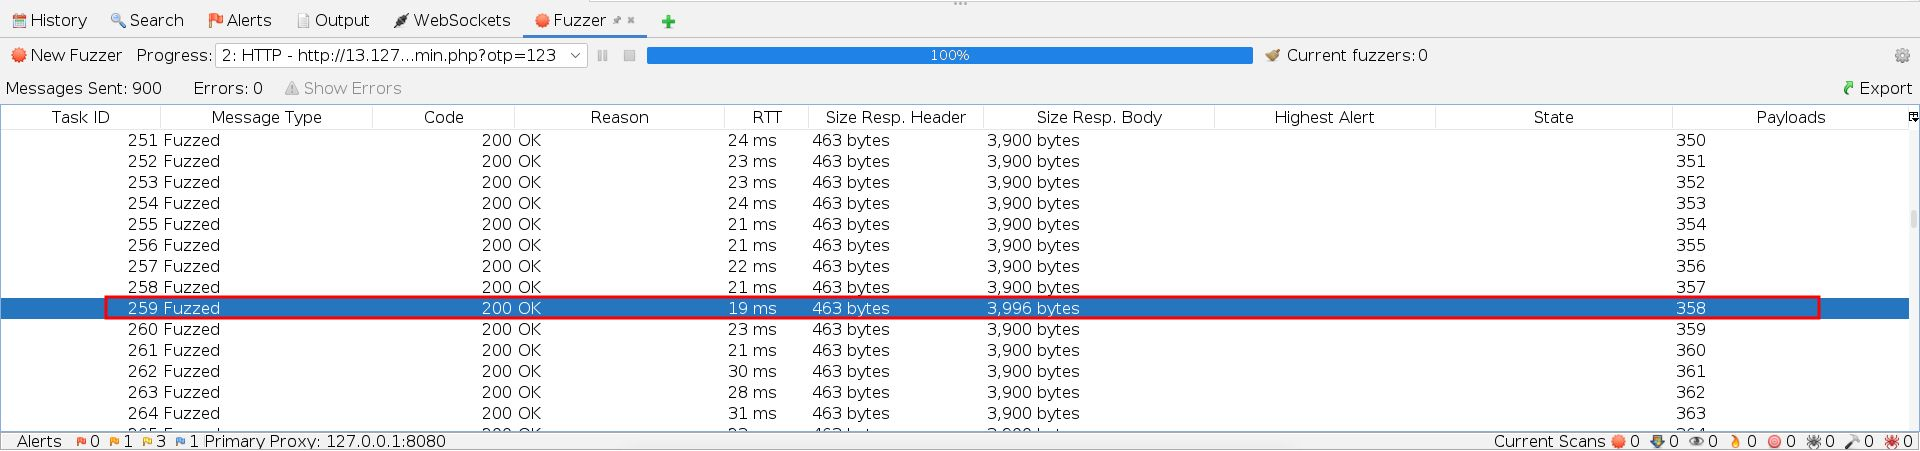 History Search Alerts Output WebSockets Fuzzer
New Fuzzer Progress: 2: HTTP - http://13.127...min.php?otp=123 100% Current fuzzers:0
Messages Sent: 900 Errors: 0 Show Errors Export
Task ID Message Type Code Reason RTT Size Resp. Header Size Resp. Body Highest Alert State Payloads
251 Fuzzed 200 OK 24 ms 463 bytes 3,900 bytes 350
252 Fuzzed 200 OK 23 ms 463 bytes 3,900 bytes 351
253 Fuzzed 200 OK 23 ms 463 bytes 3,900 bytes 352
254 Fuzzed 200 OK 24 ms 463 bytes 3,900 bytes 353
255 Fuzzed 200 OK 21 ms 463 bytes 3,900 bytes 354
256 Fuzzed 200 OK 21 ms 463 bytes 3,900 bytes 355
257 Fuzzed 200 OK 22 ms 463 bytes 3,900 bytes 356
258 Fuzzed 200 OK 21 ms 463 bytes 3,900 bytes 357
259 Fuzzed 200 OK 19 ms 463 bytes 3,996 bytes 358
260 Fuzzed 200 OK 23 ms 463 bytes 3,900 bytes 359
261 Fuzzed 200 OK 21 ms 463 bytes 3,900 bytes 360
262 Fuzzed 200 OK 30 ms 463 bytes 3,900 bytes 361
263 Fuzzed 200 OK 28 ms 463 bytes 3,900 bytes 362
264 Fuzzed 200 OK 31 ms 463 bytes 3,900 bytes 363
Alerts 0 1 3 1 Primary Proxy: 127.0.0.1:8080 Current Scans 0 0 0 0 0 0 0 0